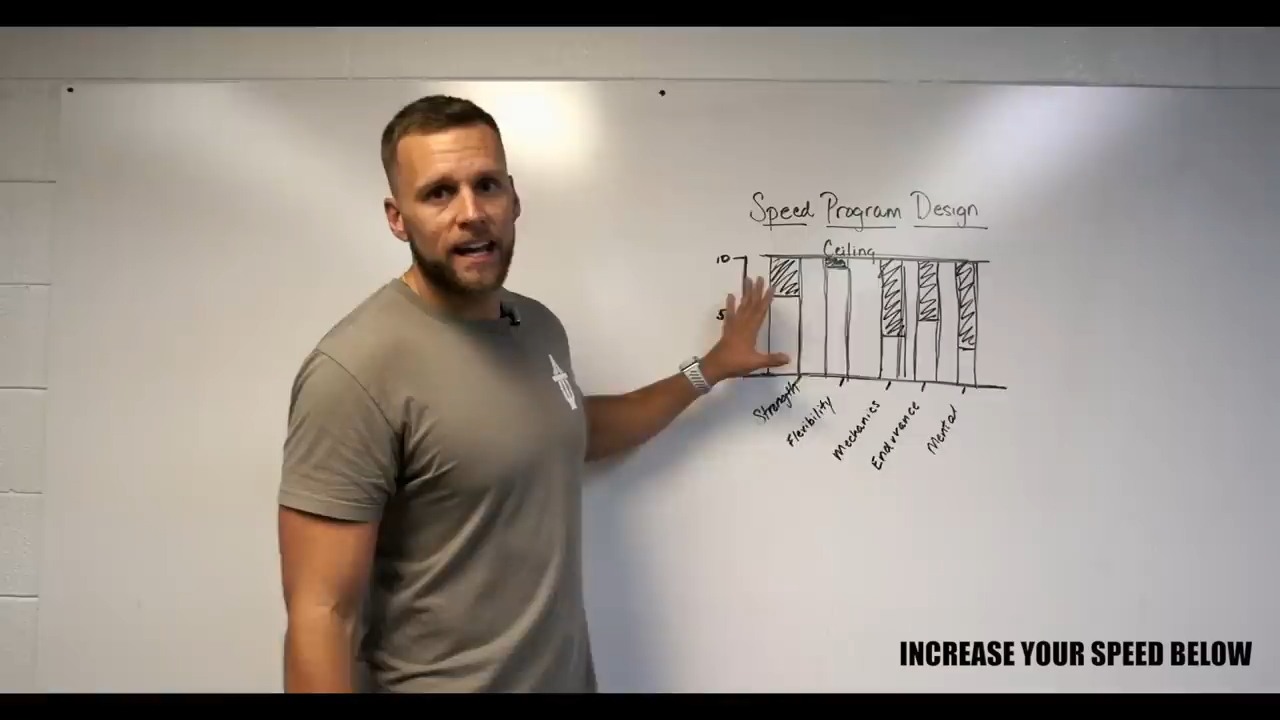 Speed Program Design
Ceiling
10
5
Strength
Flexibility
Mechanics
Endurance
Mental
INCREASE YOUR SPEED BELOW